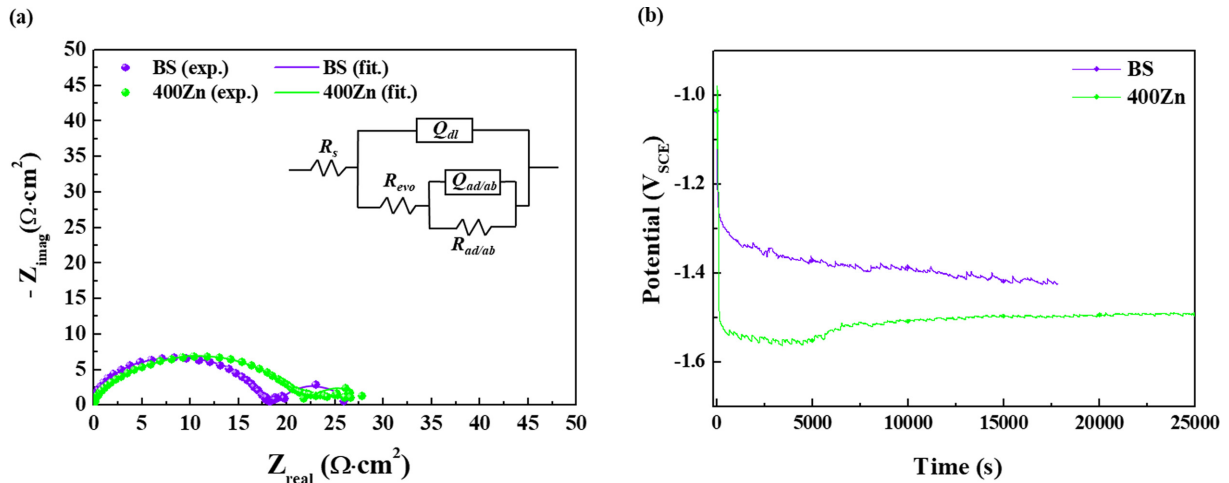 (a)
50
45
40
35
30
25
20
15
10
5
0
- Z_imag(Ω·cm²)
BS (exp.)
BS (fit.)
400Zn (exp.)
400Zn (fit.)
R_s
Q_dl
R_evo
Q_ad/ab
R_ad/ab
0 5 10 15 20 25 30 35 40 45 50
Z_real (Ω·cm²)
(b)
-1.0
-1.2
-1.4
-1.6
Potential (V_SCE)
BS
400Zn
0 5000 10000 15000 20000 25000
Time (s)